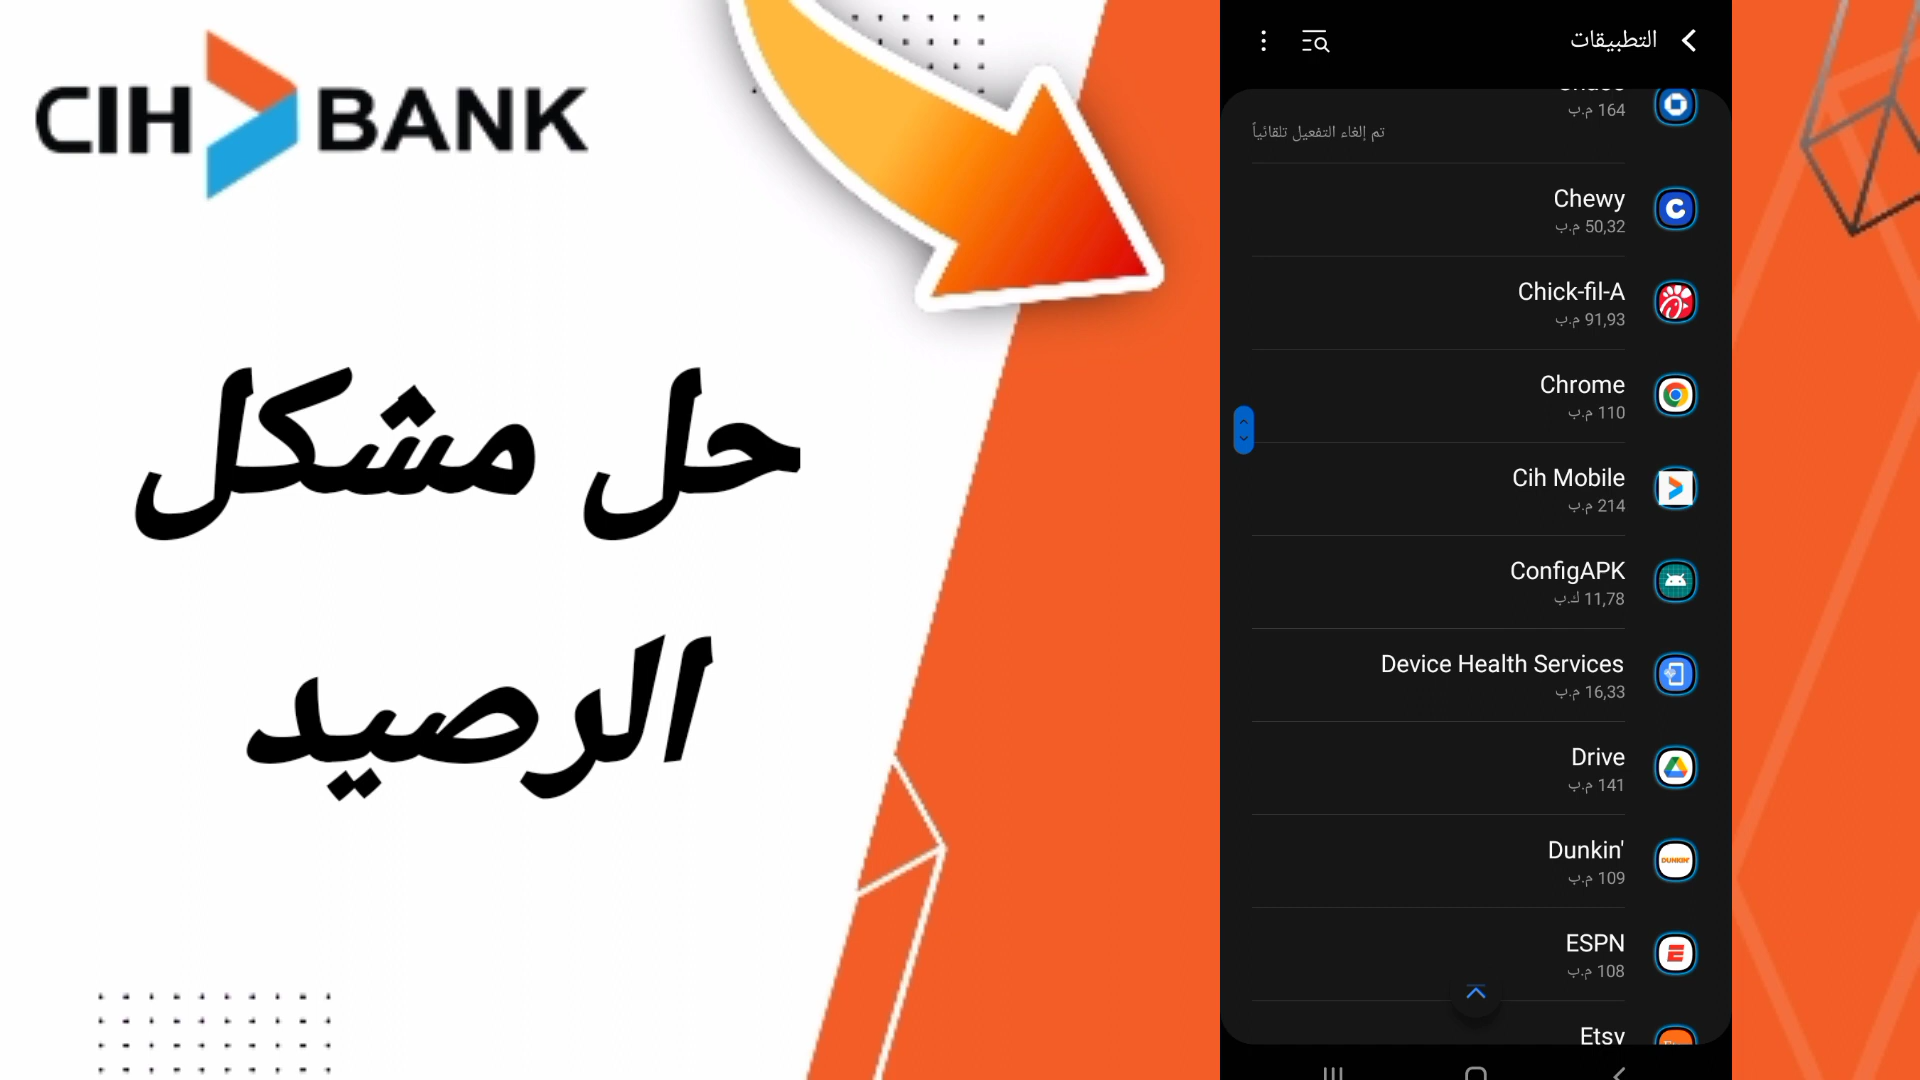 CIH BANK
حل مشكل
الرصيد
التطبيقات
164 م.ب
تم إلغاء التفعيل تلقائياً
Chewy
50,32 م.ب
Chick-fil-A
91,93 م.ب
Chrome
110 م.ب
Cih Mobile
214 م.ب
ConfigAPK
11,78 ك.ب
Device Health Services
16,33 م.ب
Drive
141 م.ب
Dunkin'
109 م.ب
DUNKIN'
ESPN
108 م.ب
Etsy